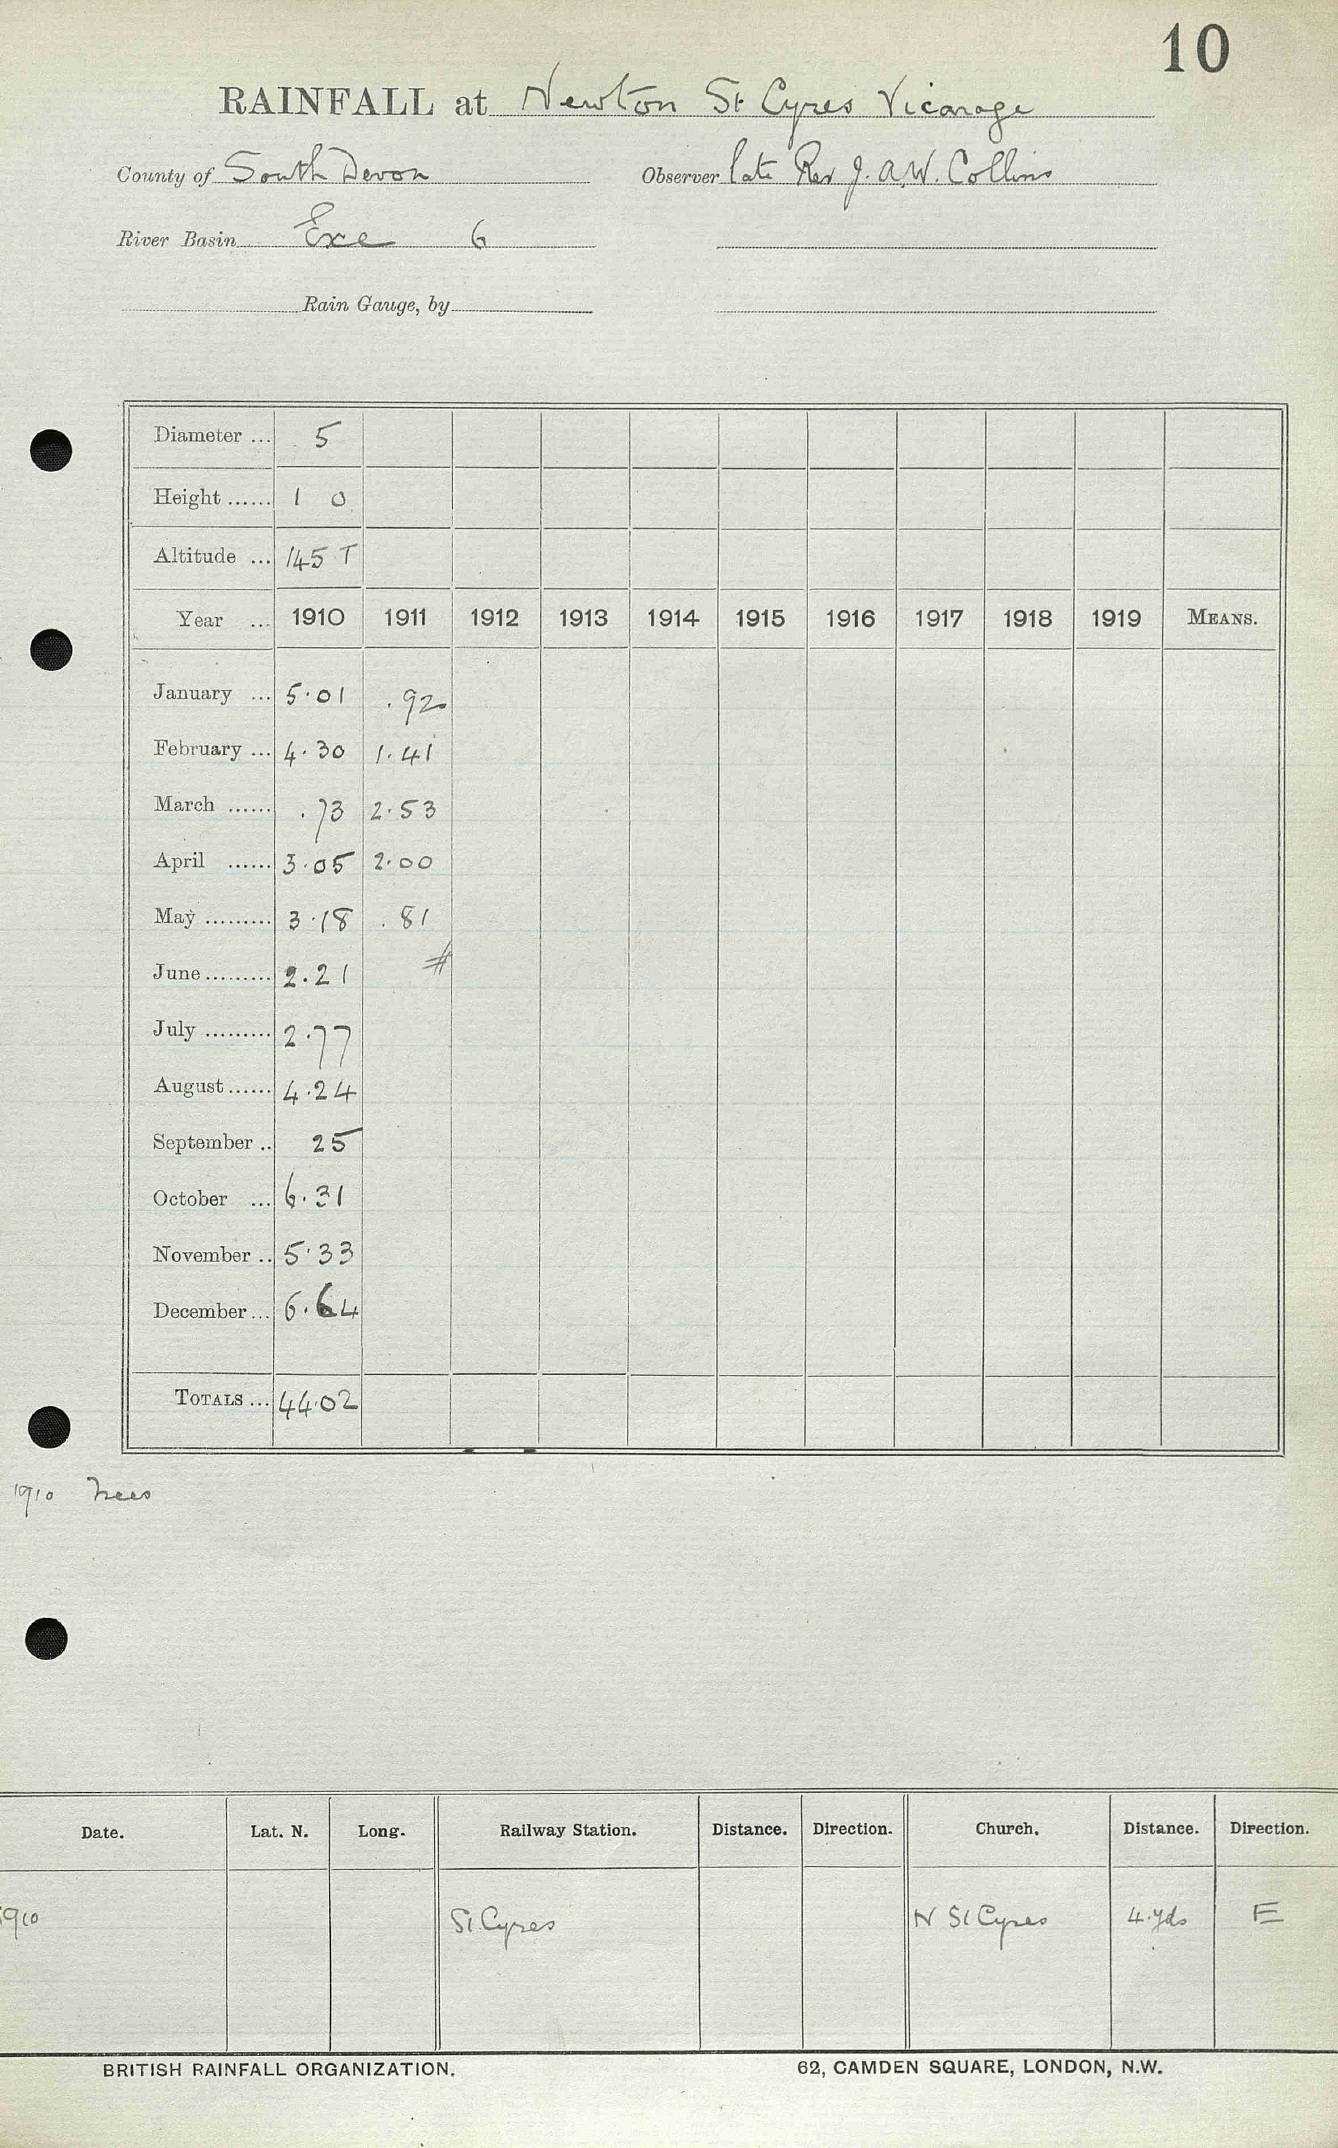 10
RAINFALL at Newton St Cyres Vicarage
County of South Devon Observer late Rev J. A. W. Collins
River Basin Exe 6
Rain Gauge, by
Diameter ... 5
Height ...... 1 0
Altitude ... 145 T
Year ... 1910 1911 1912 1913 1914 1915 1916 1917 1918 1919 MEANS.
January ... 5.01 .92
February ... 4.30 1.41
March ...... .73 2.53
April ...... 3.05 2.00
May ......... 3.18 .81
June ......... 2.21 #
July ......... 2.77
August ...... 4.24
September .. 25
October ... 6.31
November .. 5.33
December ... 6.64
TOTALS ... 44.02
1910 Trees
Date. Lat. N. Long. Railway Station. Distance. Direction. Church. Distance. Direction.
1910 St Cyres N St Cyres 4 yds E
BRITISH RAINFALL ORGANIZATION. 62, CAMDEN SQUARE, LONDON, N.W.